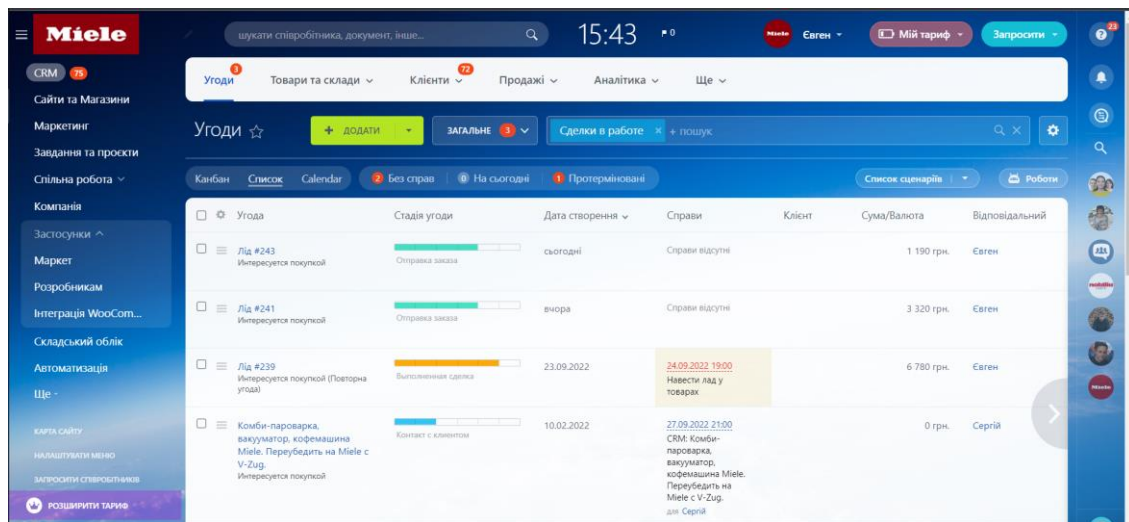 Miele
шукати співробітника, документ, інше...
15:43
0
Miele
Євген
Мій тариф
Запросити
23
CRM 75
Сайти та Магазини
Маркетинг
Завдання та проєкти
Спільна робота
Компанія
Застосунки
Маркет
Розробникам
Інтеграція WooCom...
Складський облік
Автоматизація
Ще
КАРТА САЙТУ
НАЛАШТУВАТИ МЕНЮ
ЗАПРОСИТИ СПІВРОБІТНИКІВ
РОЗШИРИТИ ТАРИФ
Угоди 3
Товари та склади
Клієнти 72
Продажі
Аналітика
Ще
Угоди
+ ДОДАТИ
ЗАГАЛЬНЕ 3
Сделки в работе × + пошук
Канбан Список Calendar
2 Без справ
0 На сьогодні
1 Протерміновані
Список сценаріїв
Роботи
Угода Стадія угоди Дата створення Справи Клієнт Сума/Валюта Відповідальний
Лід #243
Интересуется покупкой
Отправка заказа
сьогодні
Справи відсутні
1 190 грн.
Євген
Лід #241
Интересуется покупкой
Отправка заказа
вчора
Справи відсутні
3 320 грн.
Євген
Лід #239
Интересуется покупкой (Повторна
угода)
Выполненная сделка
23.09.2022
24.09.2022 19:00
Навести лад у
товарах
6 780 грн.
Євген
Комби-пароварка,
вакууматор, кофемашина
Miele. Переубедить на Miele с
V-Zug.
Интересуется покупкой
Контакт с клиентом
10.02.2022
27.09.2022 21:00
CRM: Комби-
пароварка,
вакууматор,
кофемашина Miele.
Переубедить на
Miele с V-Zug.
для Сергій
0 грн.
Сергій
Miele